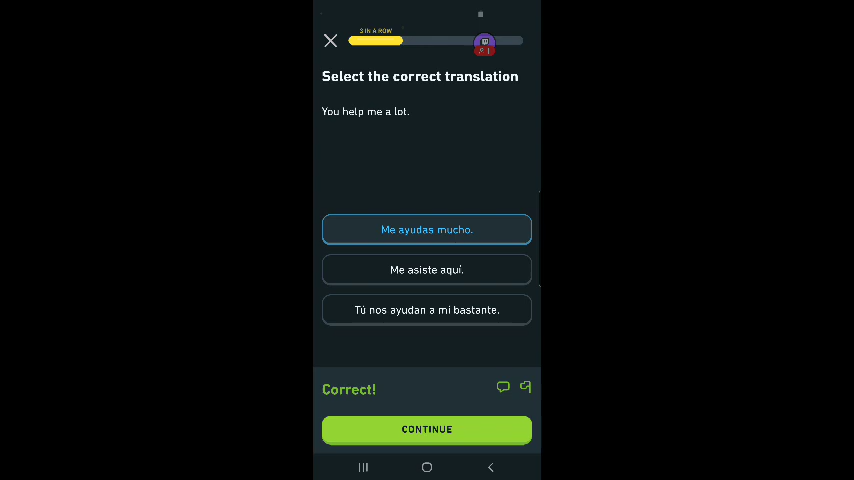 3 IN A ROW
Select the correct translation
You help me a lot.
Me ayudas mucho.
Me asiste aquí.
Tú nos ayudan a mi bastante.
Correct!
CONTINUE